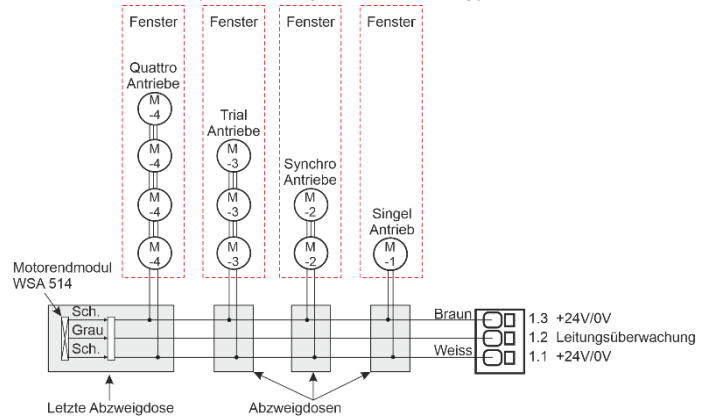 Fenster
Fenster
Fenster
Fenster
Quattro
Antriebe
M
-4
M
-4
M
-4
M
-4
Trial
Antriebe
M
-3
M
-3
M
-3
Synchro
Antriebe
M
-2
M
-2
Singel
Antrieb
M
-1
Motorendmodul
WSA 514
Sch.
Grau
Sch.
Braun
Weiss
1.3 +24V/0V
1.2 Leitungsüberwachung
1.1 +24V/0V
Letzte Abzweigdose
Abzweigdosen